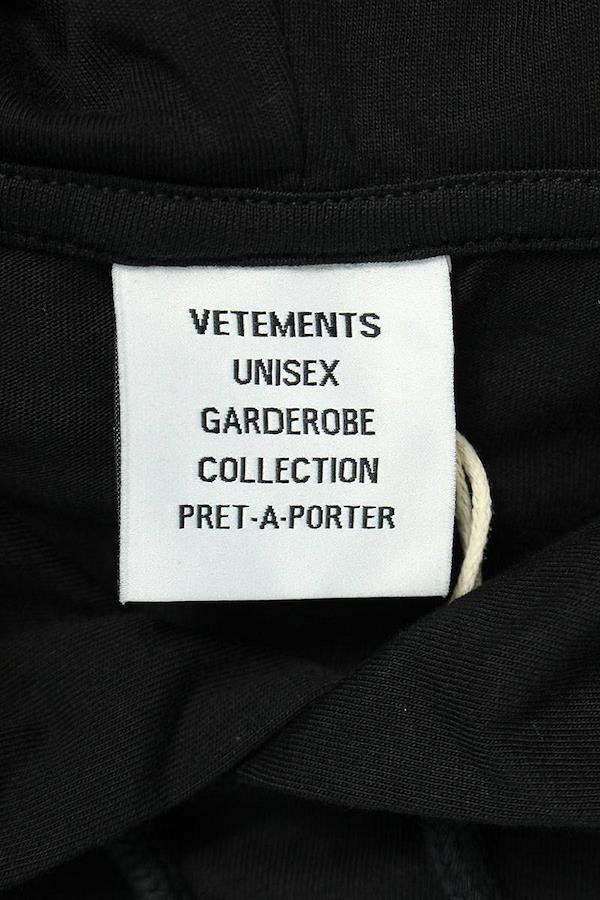 VETEMENTS
UNISEX
GARDEROBE
COLLECTION
PRET-A-PORTER